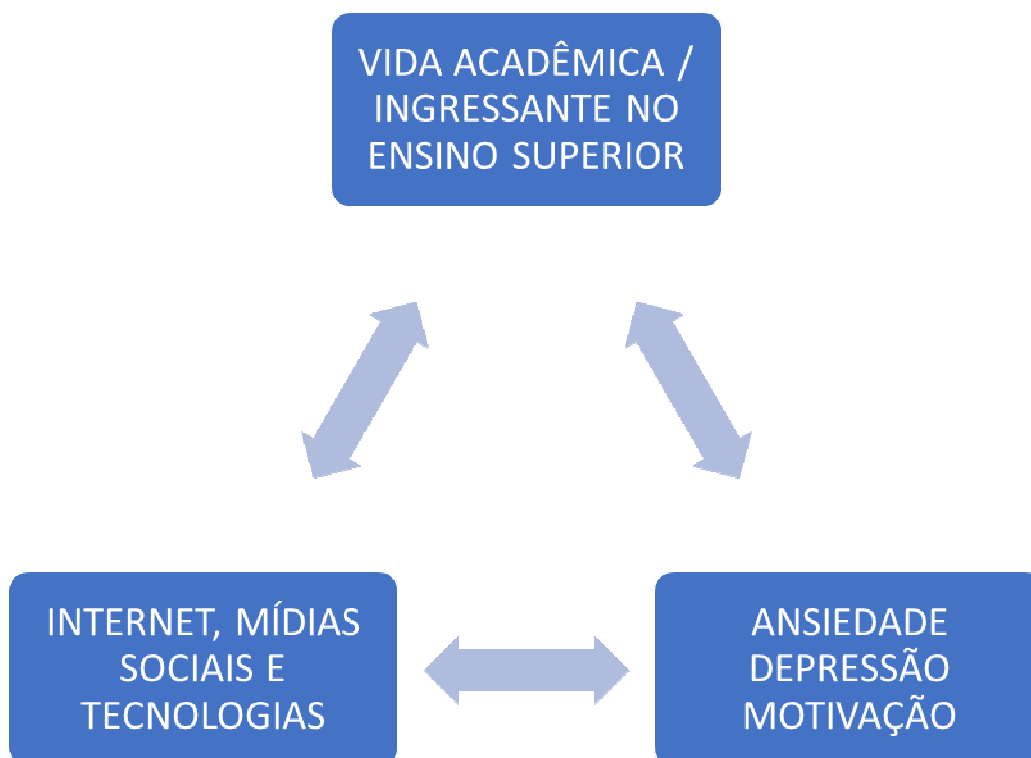 VIDA ACADÊMICA /
INGRESSANTE NO
ENSINO SUPERIOR
INTERNET, MÍDIAS
SOCIAIS E
TECNOLOGIAS
ANSIEDADE
DEPRESSÃO
MOTIVAÇÃO